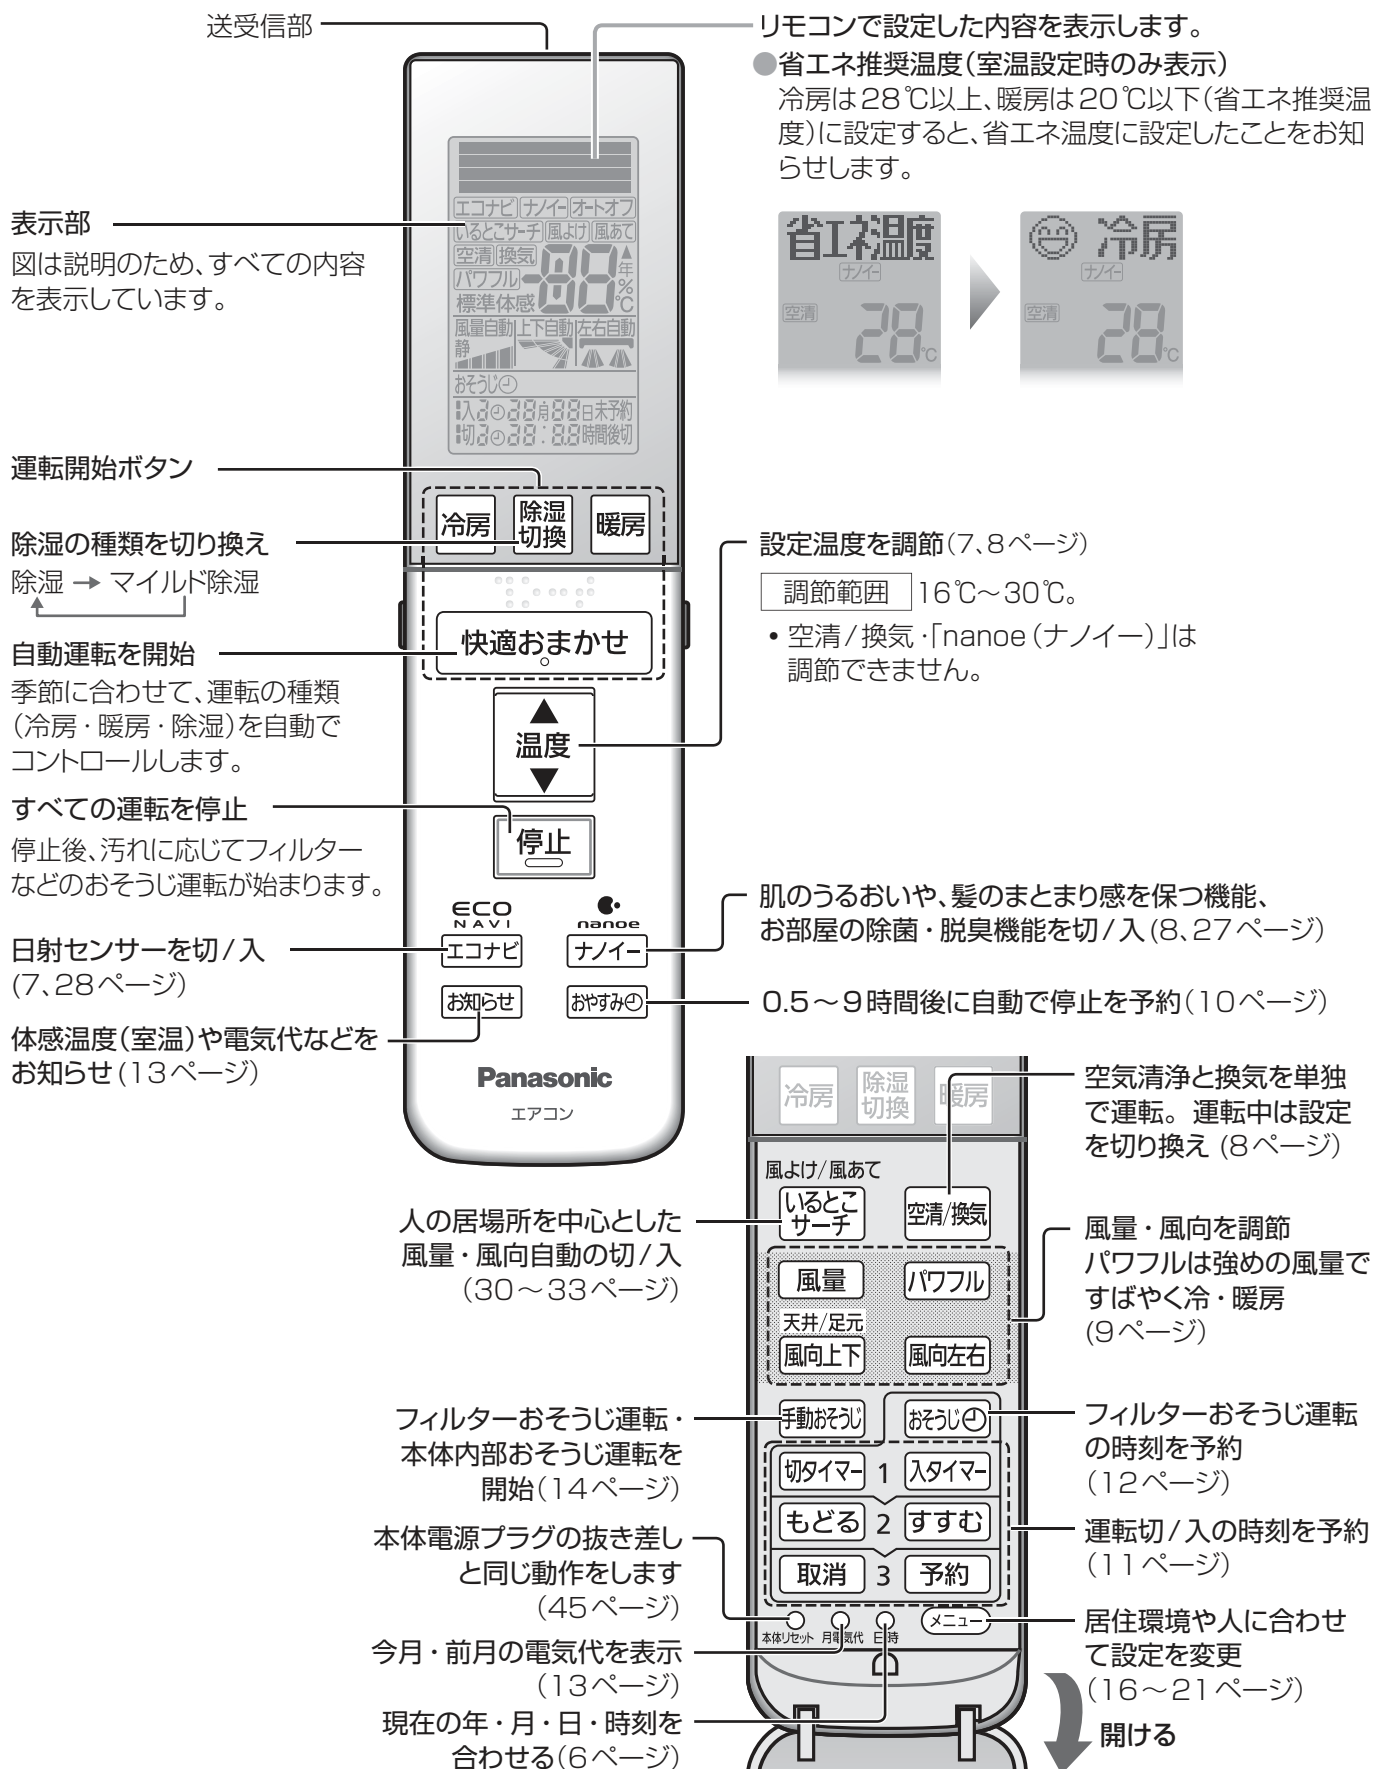 送受信部
リモコンで設定した内容を表示します。
●省エネ推奨温度(室温設定時のみ表示)
冷房は28℃以上、暖房は20℃以下(省エネ推奨温
度)に設定すると、省エネ温度に設定したことをお知
らせします。
省エネ温度
ナノイー
空清
28℃
冷房
ナノイー
空清
28℃
表示部
図は説明のため、すべての内容
を表示しています。
エコナビ ナノイー オートオフ
いるとこサーチ 風よけ 風あて
空清 換気
パワフル
標準体感
88
年
%
℃
風量自動 上下自動 左右自動
静
おそうじ
入 月 88日 未予約
切 : 8.8時間後切
運転開始ボタン
冷房
除湿
切換
暖房
除湿の種類を切り換え
除湿 → マイルド除湿
自動運転を開始
季節に合わせて、運転の種類
(冷房・暖房・除湿)を自動で
コントロールします。
快適おまかせ
設定温度を調節(7、8ページ)
調節範囲 16℃~30℃。
• 空清/換気・「nanoe(ナノイー)」は
調節できません。
▲
温度
▼
すべての運転を停止
停止後、汚れに応じてフィルター
などのおそうじ運転が始まります。
停止
ECO
NAVI
nanoe
エコナビ
ナノイー
お知らせ
おやすみ
日射センサーを切/入
(7、28ページ)
体感温度(室温)や電気代などを
お知らせ(13ページ)
肌のうるおいや、髪のまとまり感を保つ機能、
お部屋の除菌・脱臭機能を切/入(8、27ページ)
0.5~9時間後に自動で停止を予約(10ページ)
Panasonic
エアコン
冷房
除湿
切換
暖房
風よけ/風あて
いるとこ
サーチ
空清/換気
空気清浄と換気を単独
で運転。運転中は設定
を切り換え (8ページ)
人の居場所を中心とした
風量・風向自動の切/入
(30~33ページ)
風量
パワフル
天井/足元
風向上下
風向左右
風量・風向を調節
パワフルは強めの風量で
すばやく冷・暖房
(9ページ)
フィルターおそうじ運転・
本体内部おそうじ運転を
開始(14ページ)
手動おそうじ
おそうじ
フィルターおそうじ運転
の時刻を予約
(12ページ)
切タイマー 1 入タイマー
もどる 2 すすむ
取消 3 予約
運転切/入の時刻を予約
(11ページ)
本体電源プラグの抜き差し
と同じ動作をします
(45ページ)
本体リセット
月電気代
日時
メニュー
今月・前月の電気代を表示
(13ページ)
現在の年・月・日・時刻を
合わせる(6ページ)
居住環境や人に合わせ
て設定を変更
(16~21ページ)
開ける